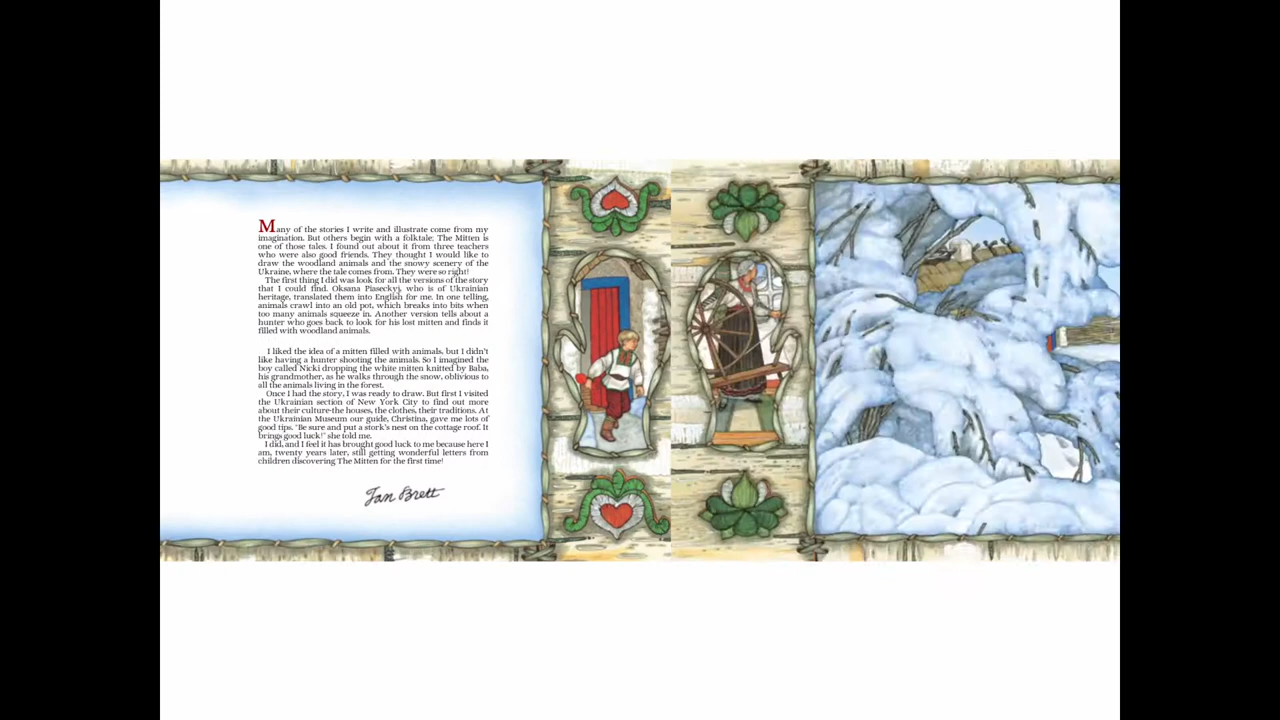 Many of the stories I write and illustrate come from my
imagination. But others begin with a folktale; The Mitten is
one of those tales. I found out about it from three teachers
who were also good friends. They thought I would like to
draw the woodland animals and the snowy scenery of the
Ukraine, where the tale comes from. They were so right!
The first thing I did was look for all the versions of the story
that I could find. Oksana Piaseckyj, who is of Ukrainian
heritage, translated them into English for me. In one telling,
animals crawl into an old pot, which breaks into bits when
too many animals squeeze in. Another version tells about a
hunter who goes back to look for his lost mitten and finds it
filled with woodland animals.
I liked the idea of a mitten filled with animals, but I didn't
like having a hunter shooting the animals. So I imagined the
boy called Nicki dropping the white mitten knitted by Baba,
his grandmother, as he walks through the snow, oblivious to
all the animals living in the forest.
Once I had the story, I was ready to draw. But first I visited
the Ukrainian section of New York City to find out more
about their culture-the houses, the clothes, their traditions. At
the Ukrainian Museum our guide, Christina, gave me lots of
good tips. "Be sure and put a stork's nest on the cottage roof. It
brings good luck!" she told me.
I did, and I feel it has brought good luck to me because here I
am, twenty years later, still getting wonderful letters from
children discovering The Mitten for the first time!
Jan Brett